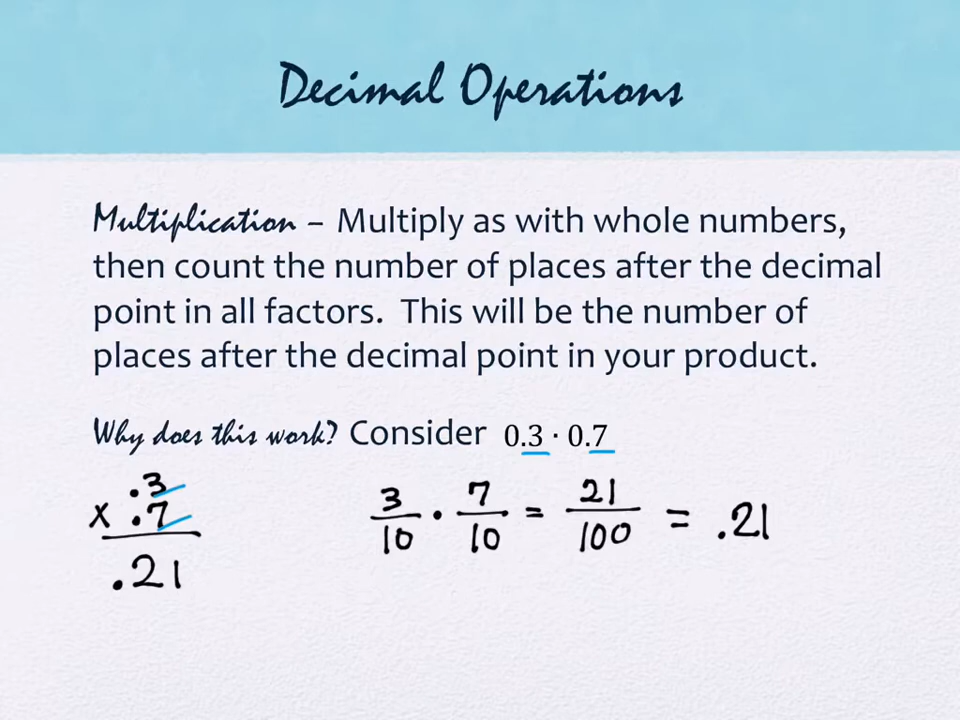 Decimal Operations
Multiplication – Multiply as with whole numbers,
then count the number of places after the decimal
point in all factors. This will be the number of
places after the decimal point in your product.
Why does this work? Consider 0.3 · 0.7
.3
x .7
.21
3/10 · 7/10 = 21/100 = .21